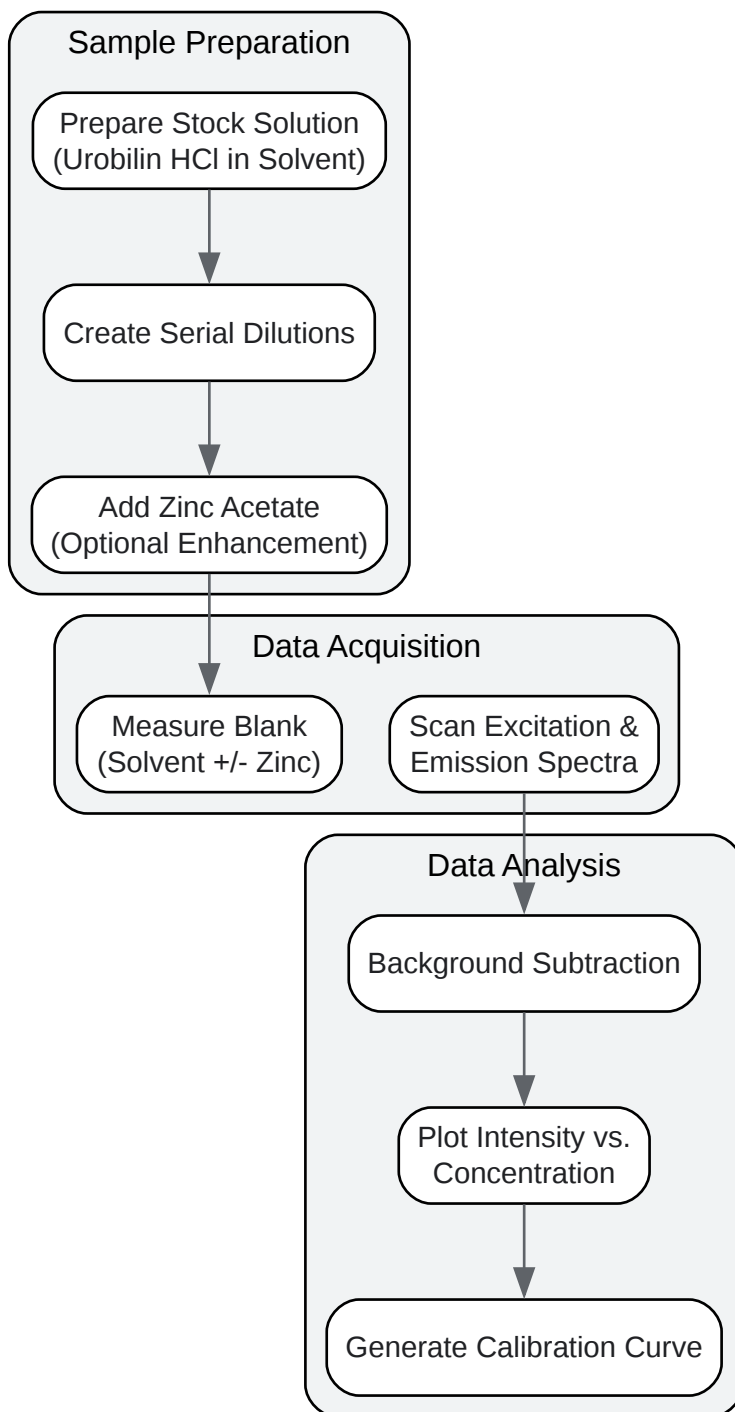 Sample Preparation
Prepare Stock Solution
(Urobilin HCl in Solvent)
Create Serial Dilutions
Add Zinc Acetate
(Optional Enhancement)
Data Acquisition
Measure Blank
(Solvent +/- Zinc)
Scan Excitation &
Emission Spectra
Data Analysis
Background Subtraction
Plot Intensity vs.
Concentration
Generate Calibration Curve